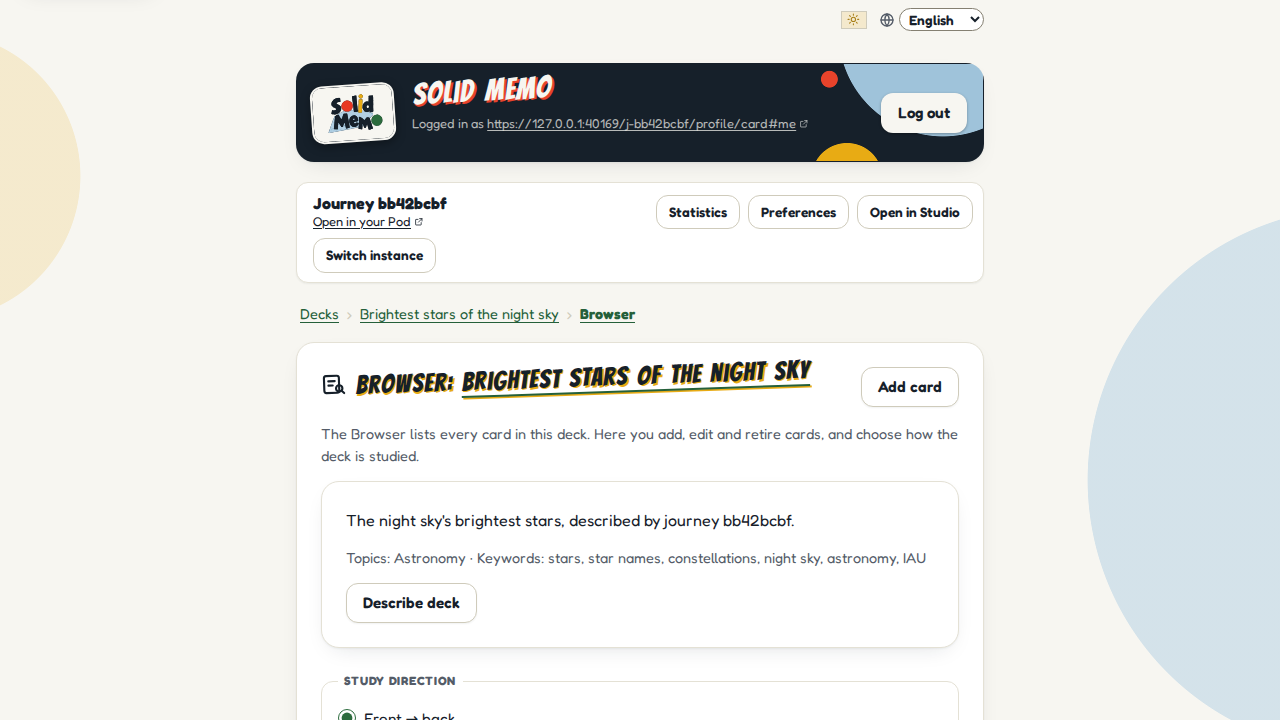 English
Solid Memo
SOLID MEMO
Logged in as https://127.0.0.1:40169/j-bb42bcbf/profile/card#me
Log out
Journey bb42bcbf
Open in your Pod
Statistics
Preferences
Open in Studio
Switch instance
Decks › Brightest stars of the night sky › Browser
BROWSER: BRIGHTEST STARS OF THE NIGHT SKY
Add card
The Browser lists every card in this deck. Here you add, edit and retire cards, and choose how the
deck is studied.
The night sky's brightest stars, described by journey bb42bcbf.
Topics: Astronomy · Keywords: stars, star names, constellations, night sky, astronomy, IAU
Describe deck
STUDY DIRECTION
Front → back